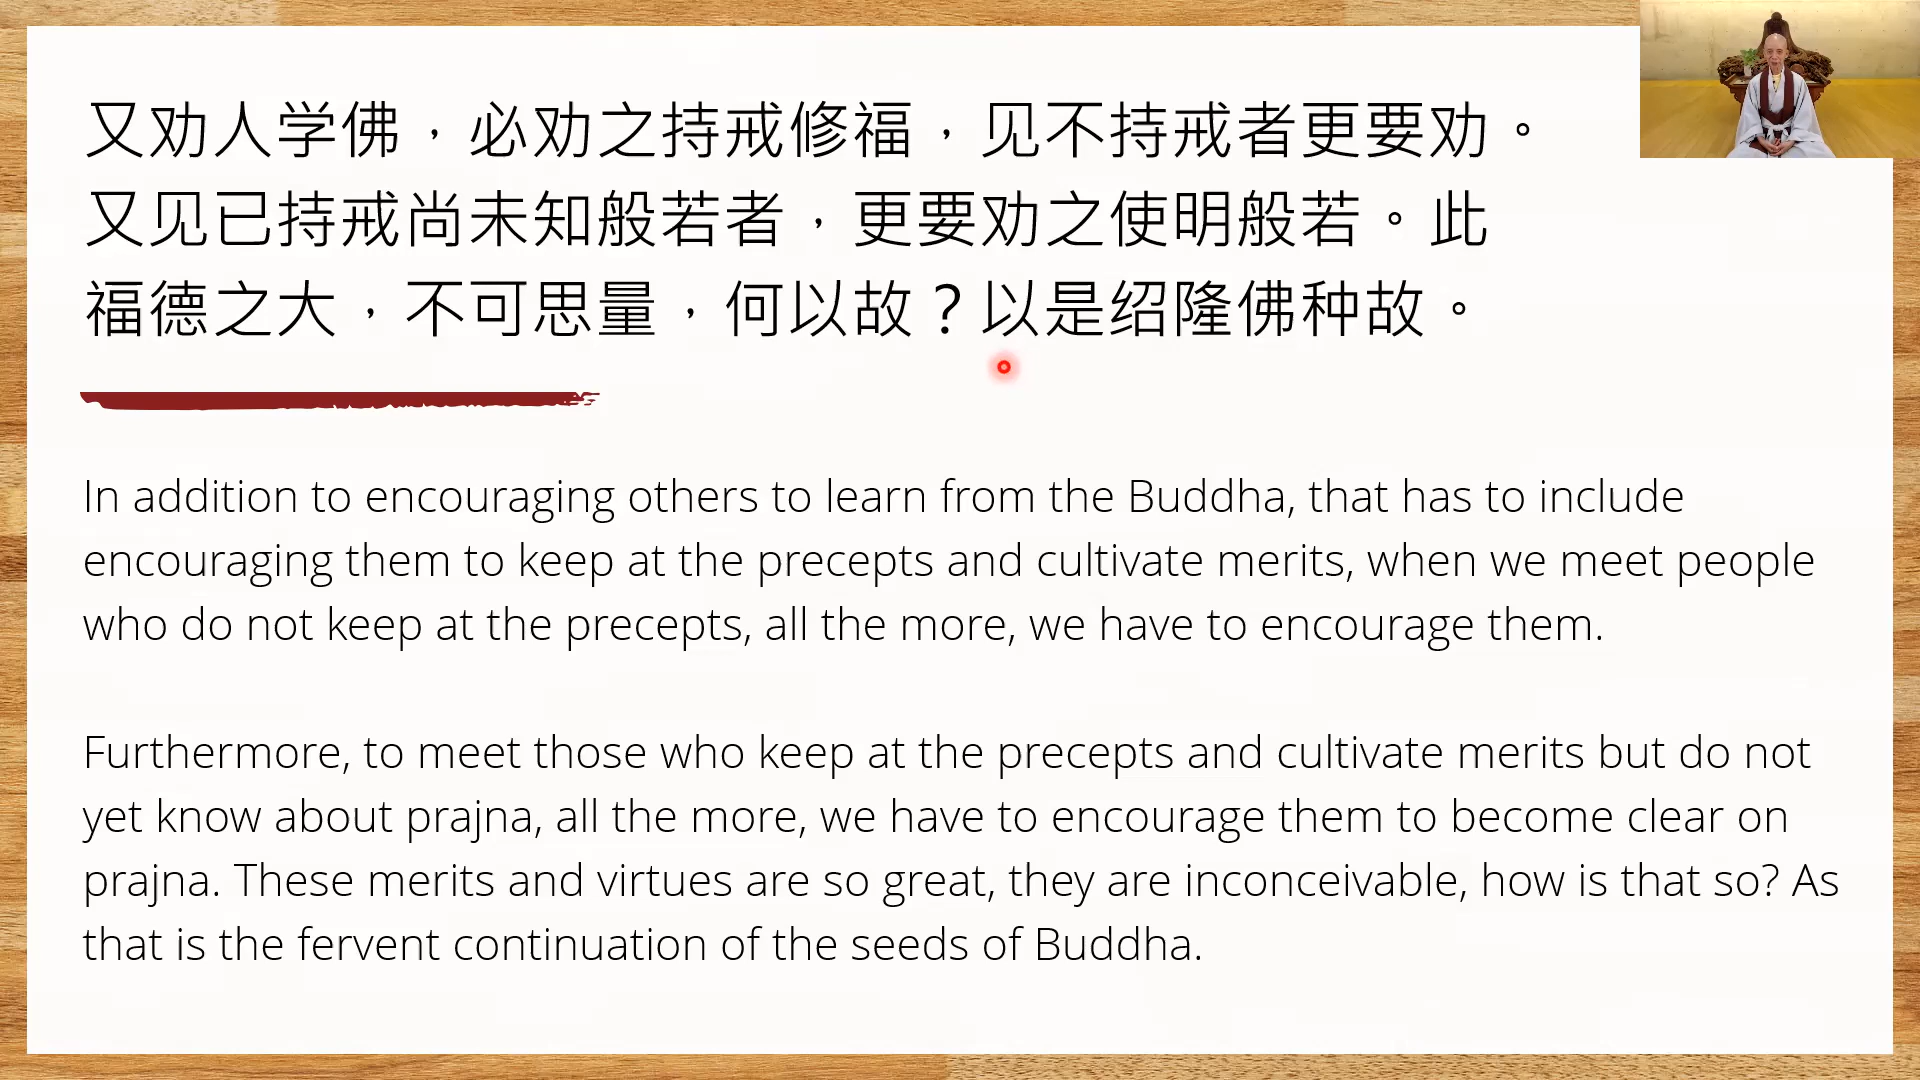 又劝人学佛，必劝之持戒修福，见不持戒者更要劝。
又见已持戒尚未知般若者，更要劝之使明般若。此
福德之大，不可思量，何以故？以是绍隆佛种故。
In addition to encouraging others to learn from the Buddha, that has to include
encouraging them to keep at the precepts and cultivate merits, when we meet people
who do not keep at the precepts, all the more, we have to encourage them.
Furthermore, to meet those who keep at the precepts and cultivate merits but do not
yet know about prajna, all the more, we have to encourage them to become clear on
prajna. These merits and virtues are so great, they are inconceivable, how is that so? As
that is the fervent continuation of the seeds of Buddha.